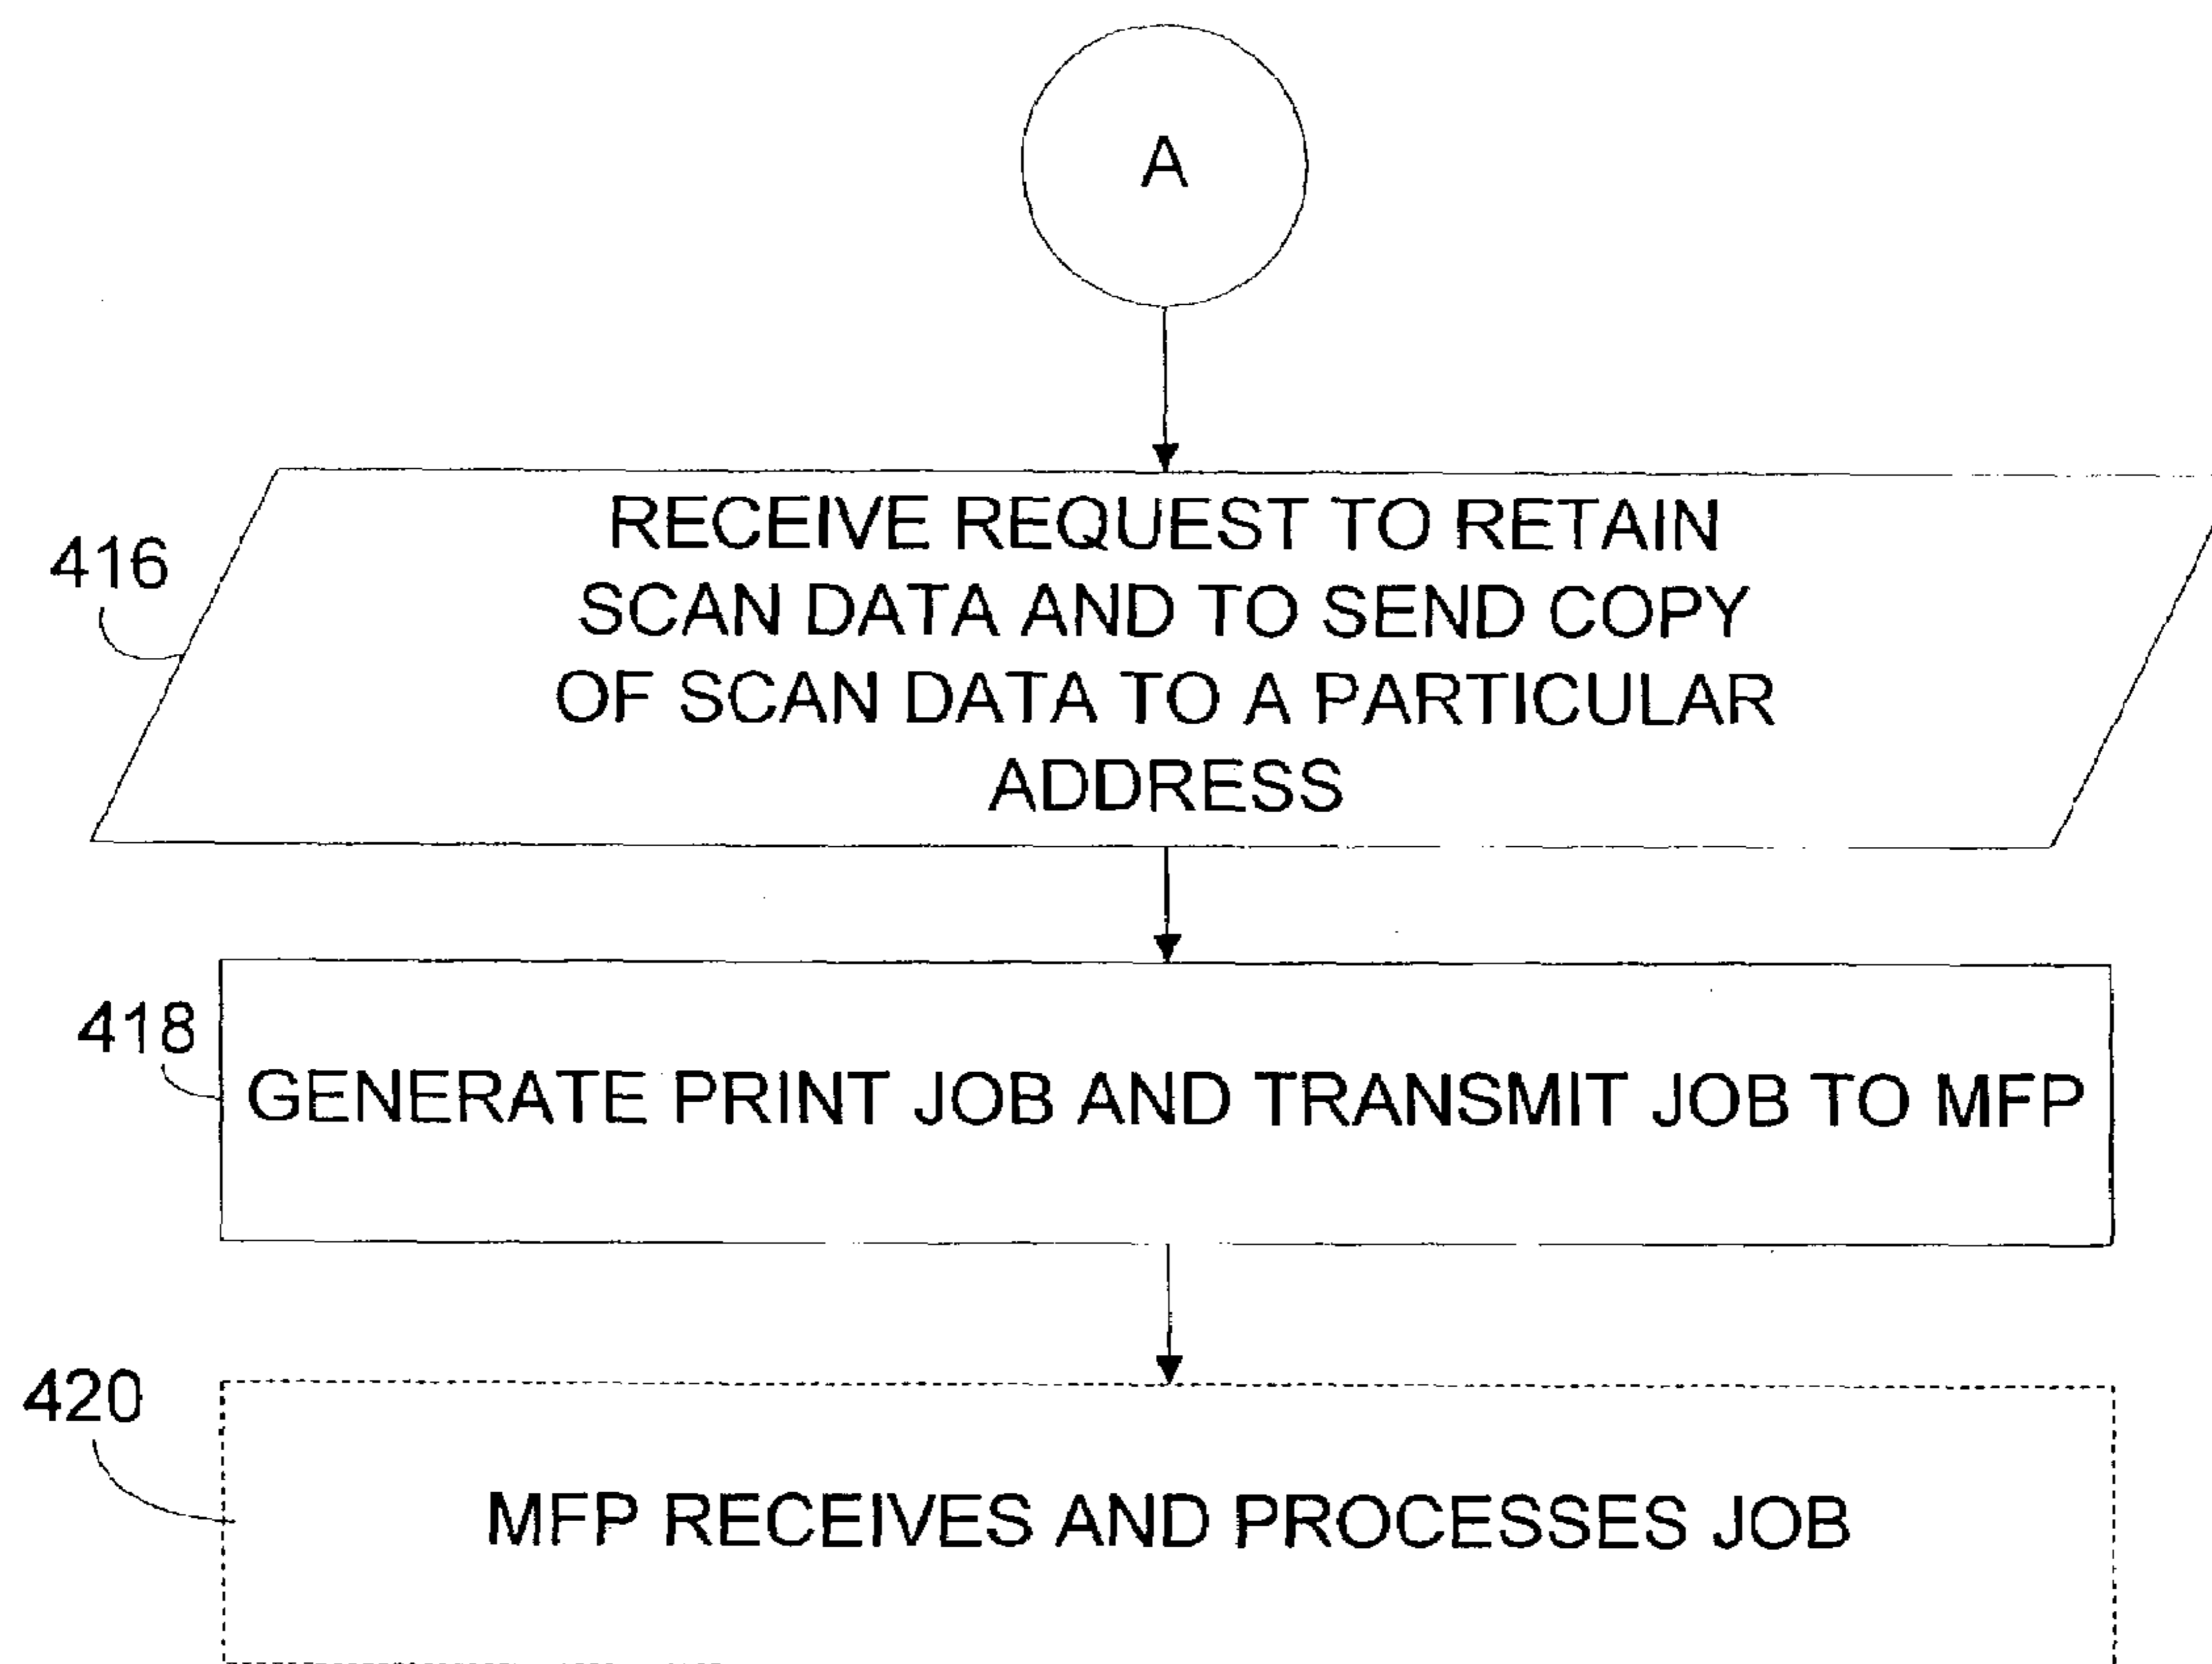 A
416
RECEIVE REQUEST TO RETAIN
SCAN DATA AND TO SEND COPY
OF SCAN DATA TO A PARTICULAR
ADDRESS
418
GENERATE PRINT JOB AND TRANSMIT JOB TO MFP
420
MFP RECEIVES AND PROCESSES JOB